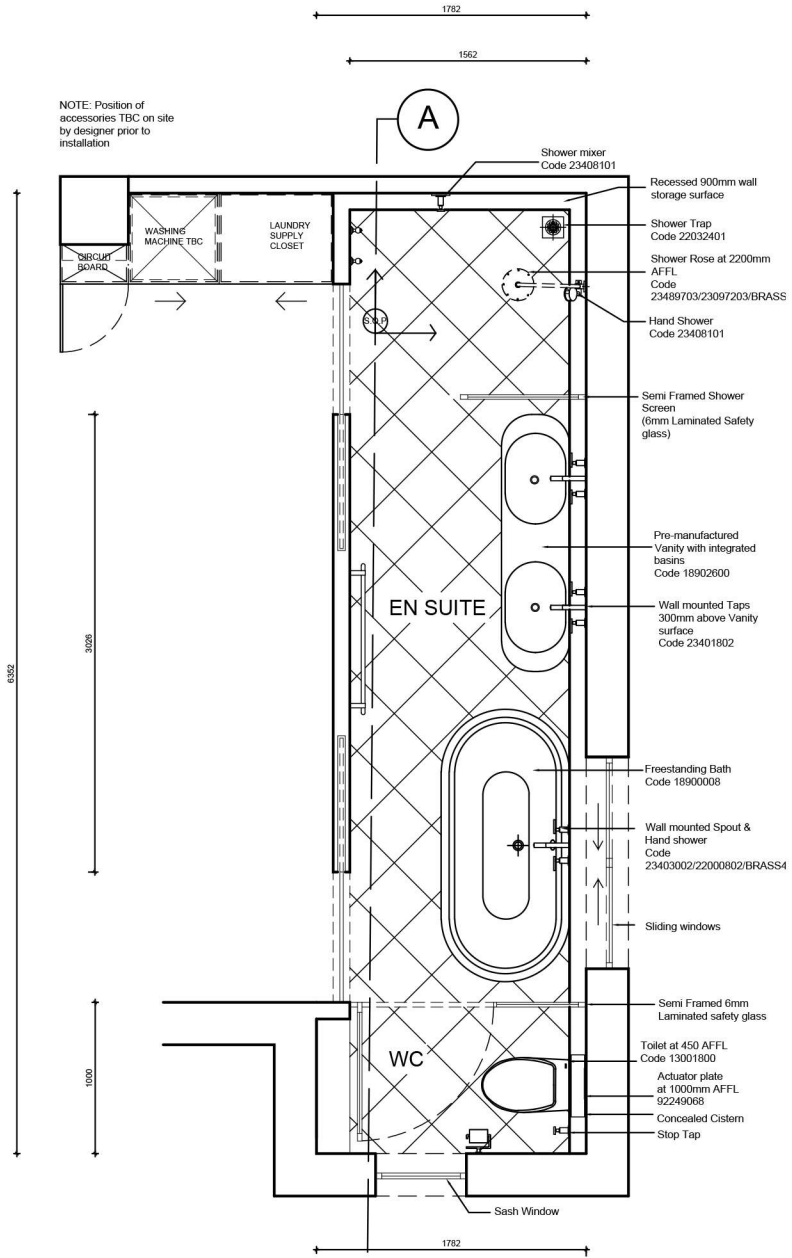 1782
1562
NOTE: Position of
accessories TBC on site
by designer prior to
installation
A
Shower mixer
Code 23408101
Recessed 900mm wall
storage surface
WASHING
MACHINE TBC
LAUNDRY
SUPPLY
CLOSET
Shower Trap
Code 22032401
CIRCUIT
BOARD
Shower Rose at 2200mm
AFFL
Code
23489703/23097203/BRASS
S.O.P
Hand Shower
Code 23408101
Semi Framed Shower
Screen
(6mm Laminated Safety
glass)
Pre-manufactured
Vanity with integrated
basins
Code 18902600
EN SUITE
Wall mounted Taps
300mm above Vanity
surface
Code 23401802
3026
6352
Freestanding Bath
Code 18900008
Wall mounted Spout &
Hand shower
Code
23403002/22000802/BRASS4
Sliding windows
Semi Framed 6mm
Laminated safety glass
WC
Toilet at 450 AFFL
Code 13001800
1000
Actuator plate
at 1000mm AFFL
92249068
Concealed Cistern
Stop Tap
Sash Window
1782